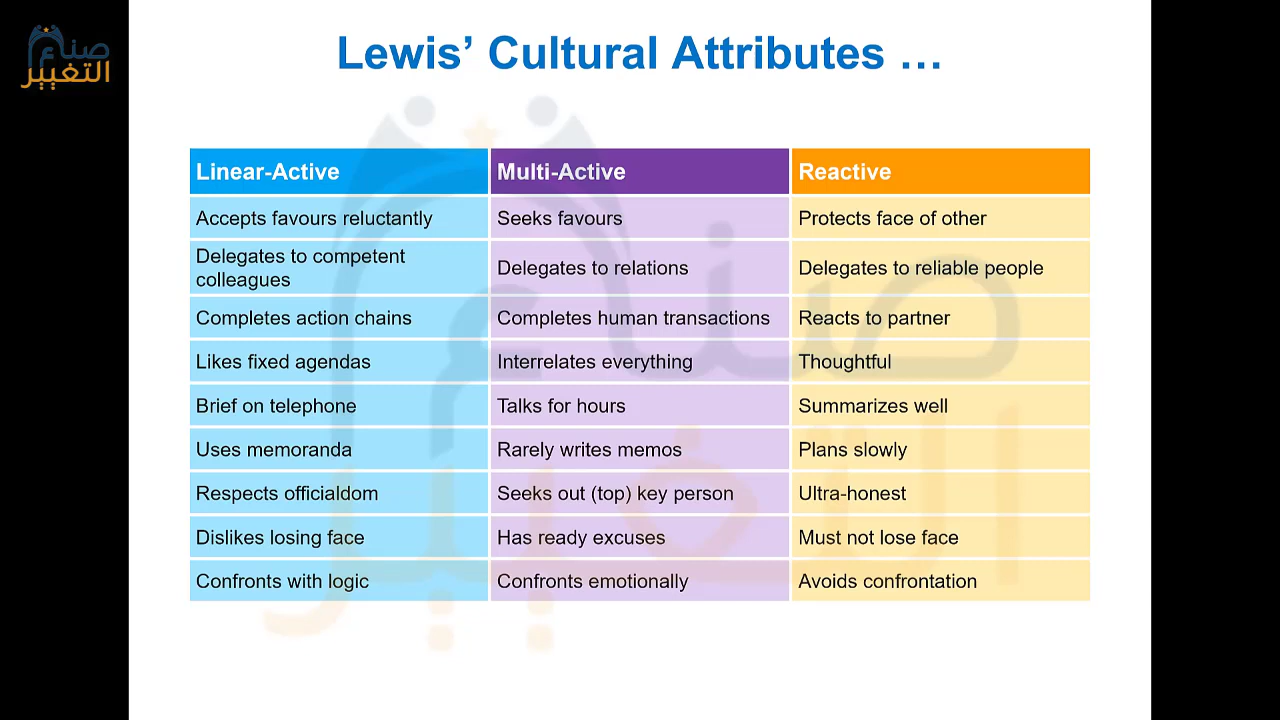 صناع
التغيير
Lewis’ Cultural Attributes …
Linear-Active Multi-Active Reactive
Accepts favours reluctantly Seeks favours Protects face of other
Delegates to competent
colleagues Delegates to relations Delegates to reliable people
Completes action chains Completes human transactions Reacts to partner
Likes fixed agendas Interrelates everything Thoughtful
Brief on telephone Talks for hours Summarizes well
Uses memoranda Rarely writes memos Plans slowly
Respects officialdom Seeks out (top) key person Ultra-honest
Dislikes losing face Has ready excuses Must not lose face
Confronts with logic Confronts emotionally Avoids confrontation
صناع
التغيير